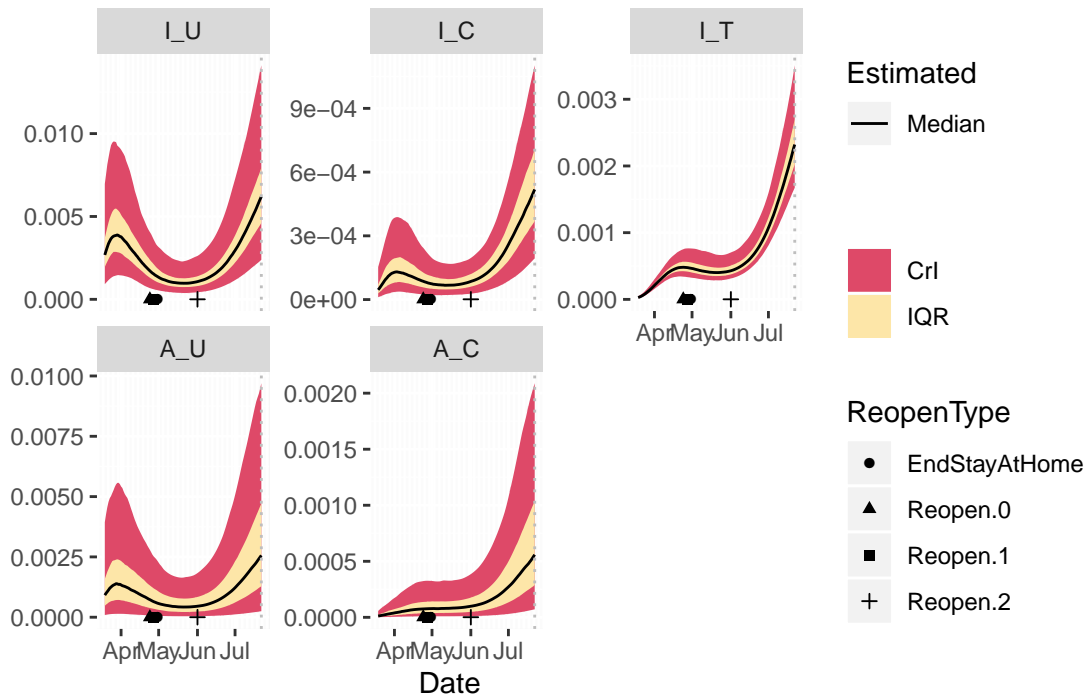 I_U
I_C
I_T
0.010
0.005
0.000
9e−04
6e−04
3e−04
0e+00
0.003
0.002
0.001
0.000
Apr May Jun Jul
A_U
A_C
0.0100
0.0075
0.0050
0.0025
0.0000
0.0020
0.0015
0.0010
0.0005
0.0000
Apr May Jun Jul
Apr May Jun Jul
Date
Estimated
Median
CrI
IQR
ReopenType
EndStayAtHome
Reopen.0
Reopen.1
Reopen.2